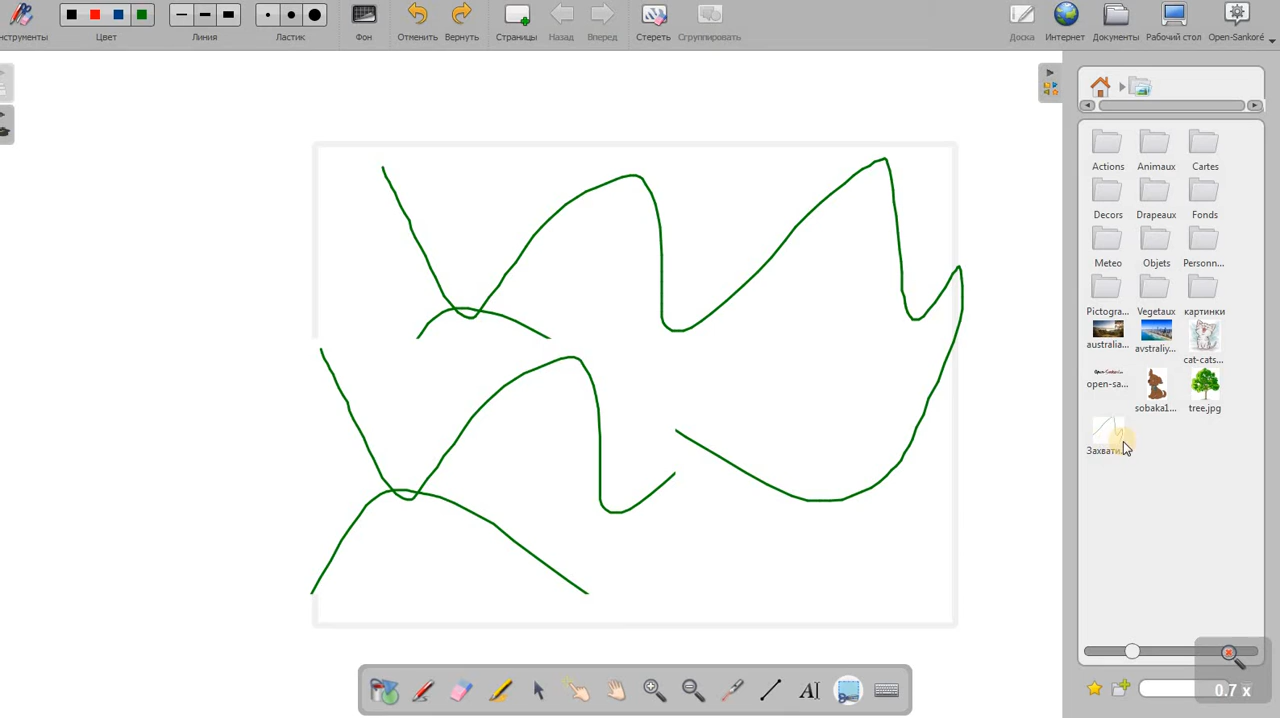 нструменты Цвет Линия Ластик Фон Отменить Вернуть Страницы Назад Вперед Стереть Сгруппировать Доска Интернет Документы Рабочий стол Open-Sankoré
Actions Animaux Cartes
Decors Drapeaux Fonds
Meteo Objets Personn...
Pictogra... Vegetaux картинки
australia... avstraliy... cat-cats...
open-sa... sobaka1... tree.jpg
Захвати...
0.7 x